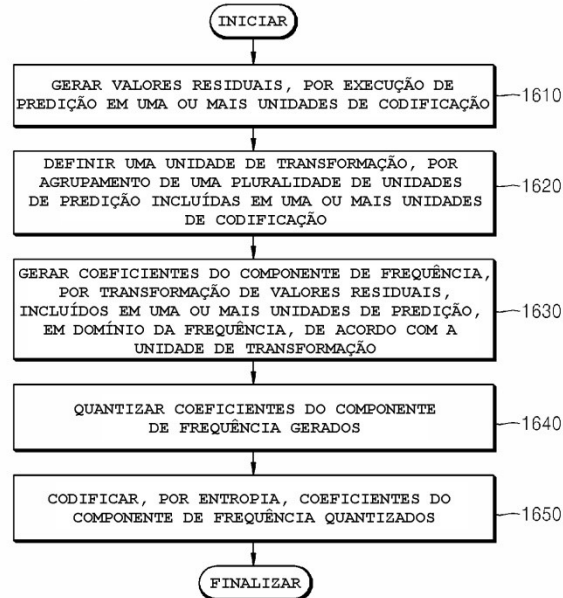 INICIAR
GERAR VALORES RESIDUAIS, POR EXECUÇÃO DE
PREDIÇÃO EM UMA OU MAIS UNIDADES DE CODIFICAÇÃO
1610
DEFINIR UMA UNIDADE DE TRANSFORMAÇÃO, POR
AGRUPAMENTO DE UMA PLURALIDADE DE UNIDADES
DE PREDIÇÃO INCLUÍDAS EM UMA OU MAIS UNIDADES
DE CODIFICAÇÃO
1620
GERAR COEFICIENTES DO COMPONENTE DE FREQUÊNCIA,
POR TRANSFORMAÇÃO DE VALORES RESIDUAIS,
INCLUÍDOS EM UMA OU MAIS UNIDADES DE PREDIÇÃO,
EM DOMÍNIO DA FREQUÊNCIA, DE ACORDO COM A
UNIDADE DE TRANSFORMAÇÃO
1630
QUANTIZAR COEFICIENTES DO COMPONENTE
DE FREQUÊNCIA GERADOS
1640
CODIFICAR, POR ENTROPIA, COEFICIENTES DO
COMPONENTE DE FREQUÊNCIA QUANTIZADOS
1650
FINALIZAR